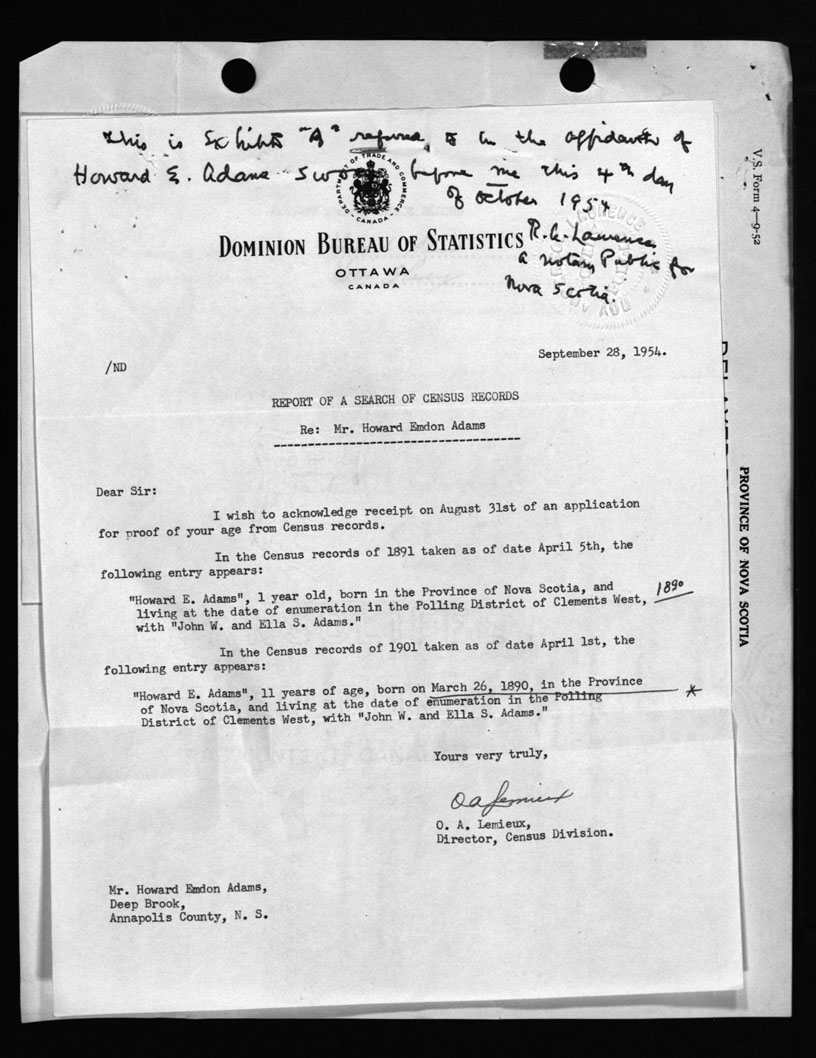 This is Exhibit "A" referred to in the affidavit of
Howard E. Adams sworn before me this 4th day
of October 1954
R. C. Lawrence
a Notary Public for
Nova Scotia.
DEPARTMENT OF TRADE AND COMMERCE
CANADA
DOMINION BUREAU OF STATISTICS
OTTAWA
CANADA
V.S. Form 4—9-52
PROVINCE OF NOVA SCOTIA
September 28, 1954.
/ND
REPORT OF A SEARCH OF CENSUS RECORDS
Re: Mr. Howard Emdon Adams
Dear Sir:
I wish to acknowledge receipt on August 31st of an application
for proof of your age from Census records.
In the Census records of 1891 taken as of date April 5th, the
following entry appears:
"Howard E. Adams", 1 year old, born in the Province of Nova Scotia, and
living at the date of enumeration in the Polling District of Clements West, 1890
with "John W. and Ella S. Adams."
In the Census records of 1901 taken as of date April 1st, the
following entry appears:
"Howard E. Adams", 11 years of age, born on March 26, 1890, in the Province
of Nova Scotia, and living at the date of enumeration in the Polling *
District of Clements West, with "John W. and Ella S. Adams."
Yours very truly,
O A Lemieux
O. A. Lemieux,
Director, Census Division.
Mr. Howard Emdon Adams,
Deep Brook,
Annapolis County, N. S.